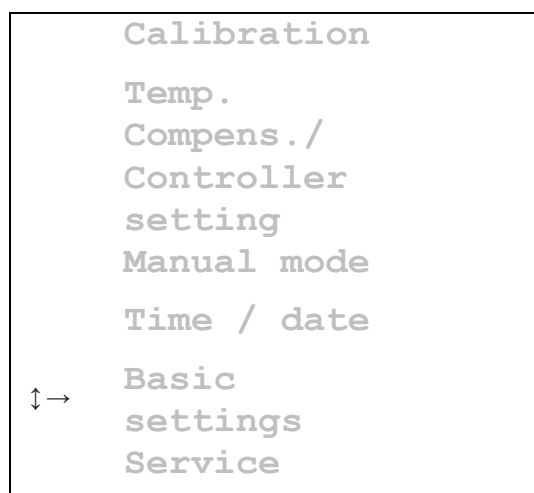 Calibration
Temp.
Compens./
Controller
setting
Manual mode
Time / date
↕→ Basic
settings
Service